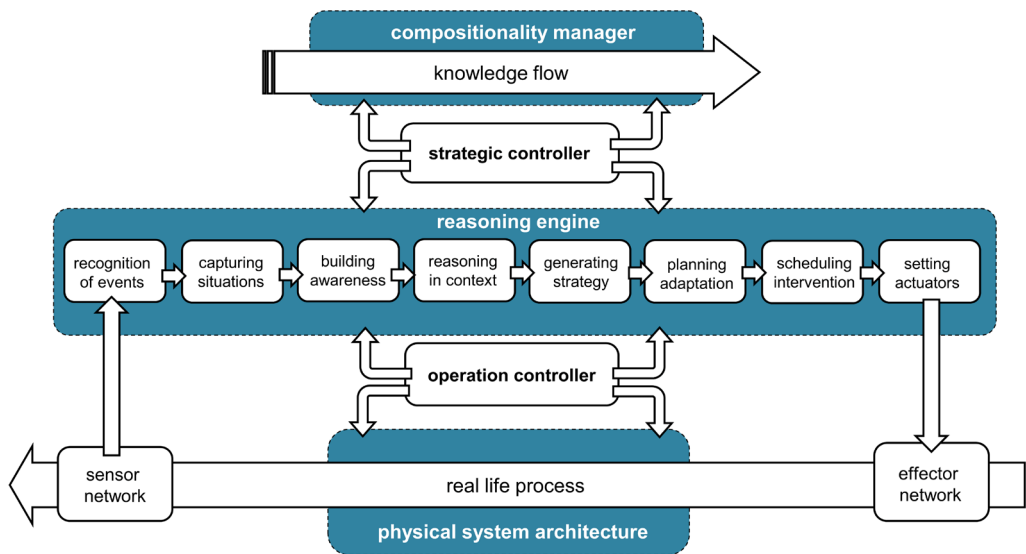 compositionality manager
knowledge flow
strategic controller
reasoning engine
recognition
of events
capturing
situations
building
awareness
reasoning
in context
generating
strategy
planning
adaptation
scheduling
intervention
setting
actuators
operation controller
sensor
network
real life process
effector
network
physical system architecture